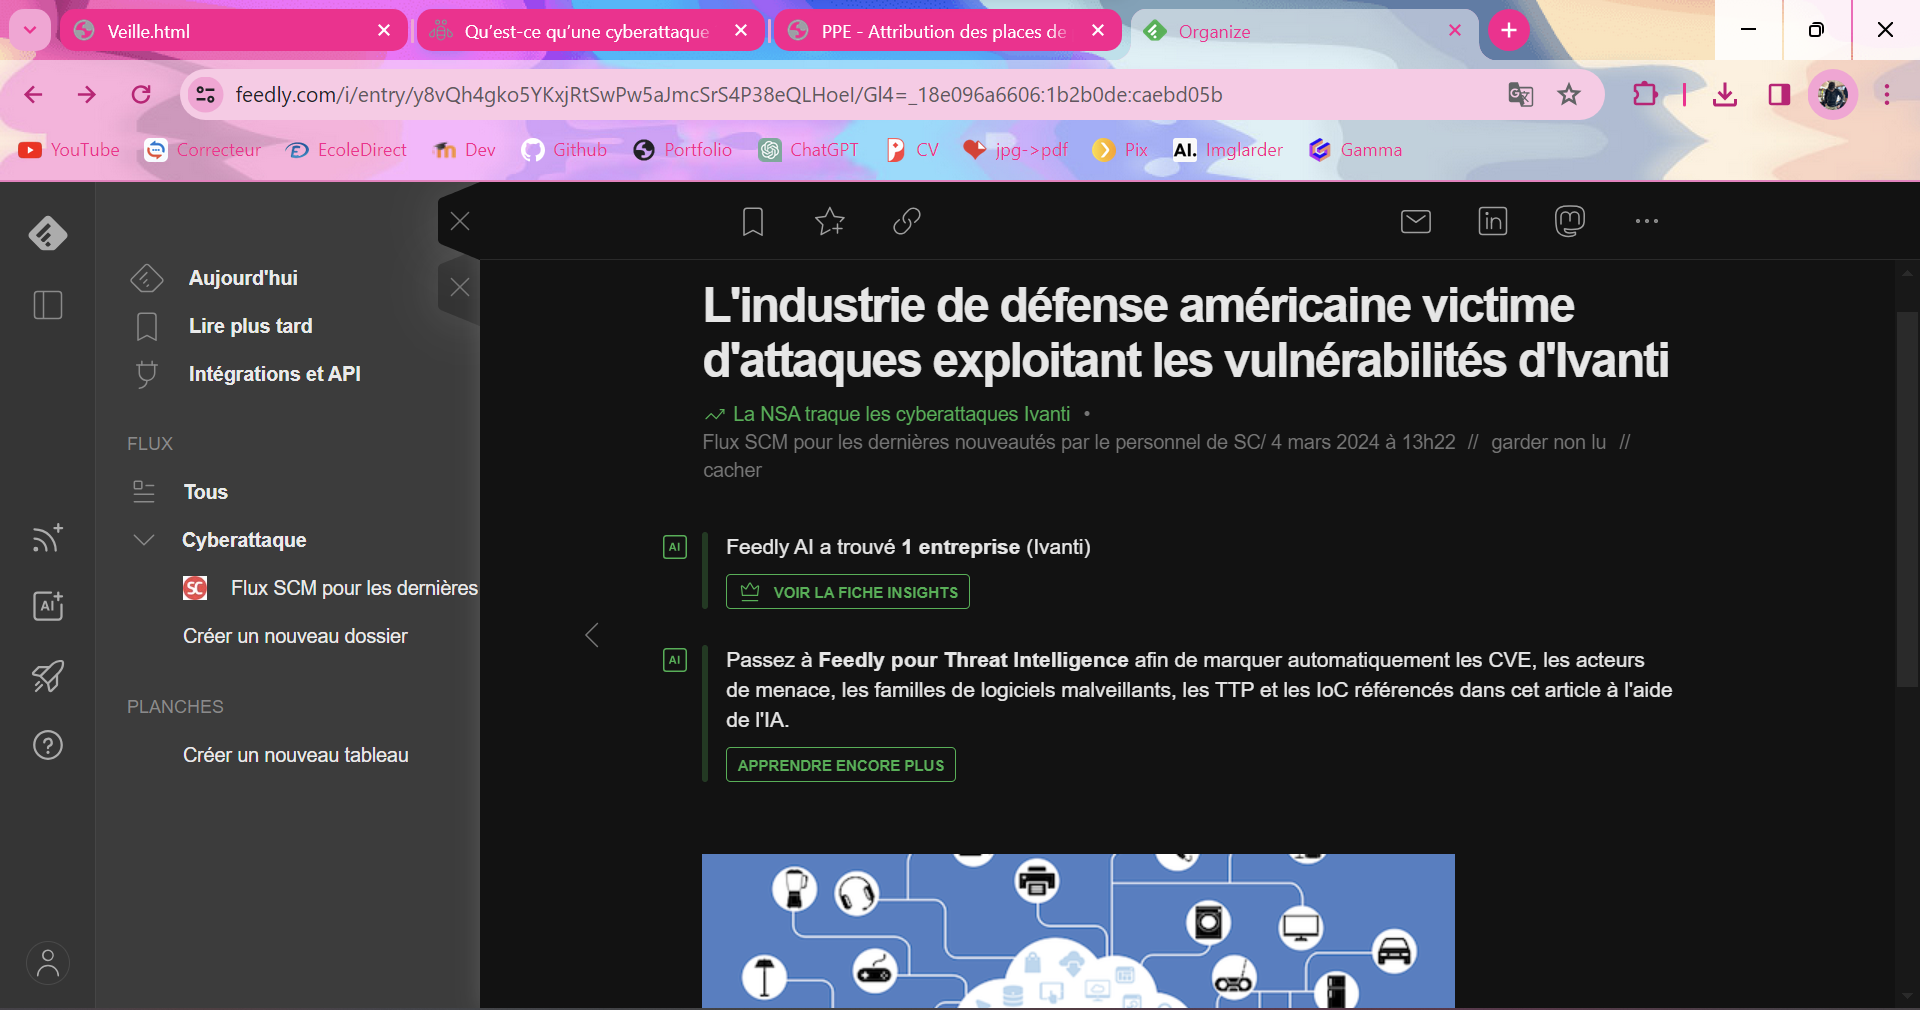 Veille.html
Qu'est-ce qu'une cyberattaque
PPE - Attribution des places de
Organize
feedly.com/i/entry/y8vQh4gko5YKxjRtSwPw5aJmcSrS4P38eQLHoeI/Gl4=_18e096a6606:1b2b0de:caebd05b
YouTube
Correcteur
EcoleDirect
Dev
Github
Portfolio
ChatGPT
CV
jpg->pdf
Pix
AI.
Imglarder
Gamma
Aujourd'hui
Lire plus tard
Intégrations et API
FLUX
Tous
Cyberattaque
SC
Flux SCM pour les dernières
Créer un nouveau dossier
PLANCHES
Créer un nouveau tableau
AI
in
L'industrie de défense américaine victime
d'attaques exploitant les vulnérabilités d'Ivanti
La NSA traque les cyberattaques Ivanti •
Flux SCM pour les dernières nouveautés par le personnel de SC/ 4 mars 2024 à 13h22 // garder non lu //
cacher
AI
Feedly AI a trouvé 1 entreprise (Ivanti)
VOIR LA FICHE INSIGHTS
AI
Passez à Feedly pour Threat Intelligence afin de marquer automatiquement les CVE, les acteurs
de menace, les familles de logiciels malveillants, les TTP et les IoC référencés dans cet article à l'aide
de l'IA.
APPRENDRE ENCORE PLUS